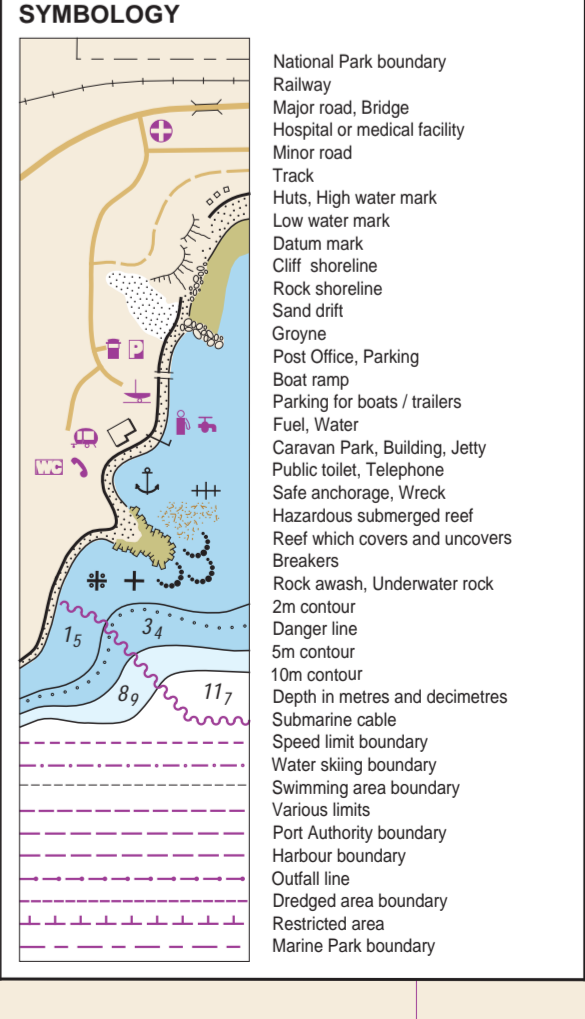 SYMBOLOGY
National Park boundary
Railway
Major road, Bridge
Hospital or medical facility
Minor road
Track
Huts, High water mark
Low water mark
Datum mark
Cliff shoreline
Rock shoreline
Sand drift
Groyne
Post Office, Parking
Boat ramp
Parking for boats / trailers
Fuel, Water
Caravan Park, Building, Jetty
Public toilet, Telephone
Safe anchorage, Wreck
Hazardous submerged reef
Reef which covers and uncovers
Breakers
Rock awash, Underwater rock
2m contour
Danger line
5m contour
10m contour
Depth in metres and decimetres
Submarine cable
Speed limit boundary
Water skiing boundary
Swimming area boundary
Various limits
Port Authority boundary
Harbour boundary
Outfall line
Dredged area boundary
Restricted area
Marine Park boundary
P
WC
1₅
3₄
8₉
11₇